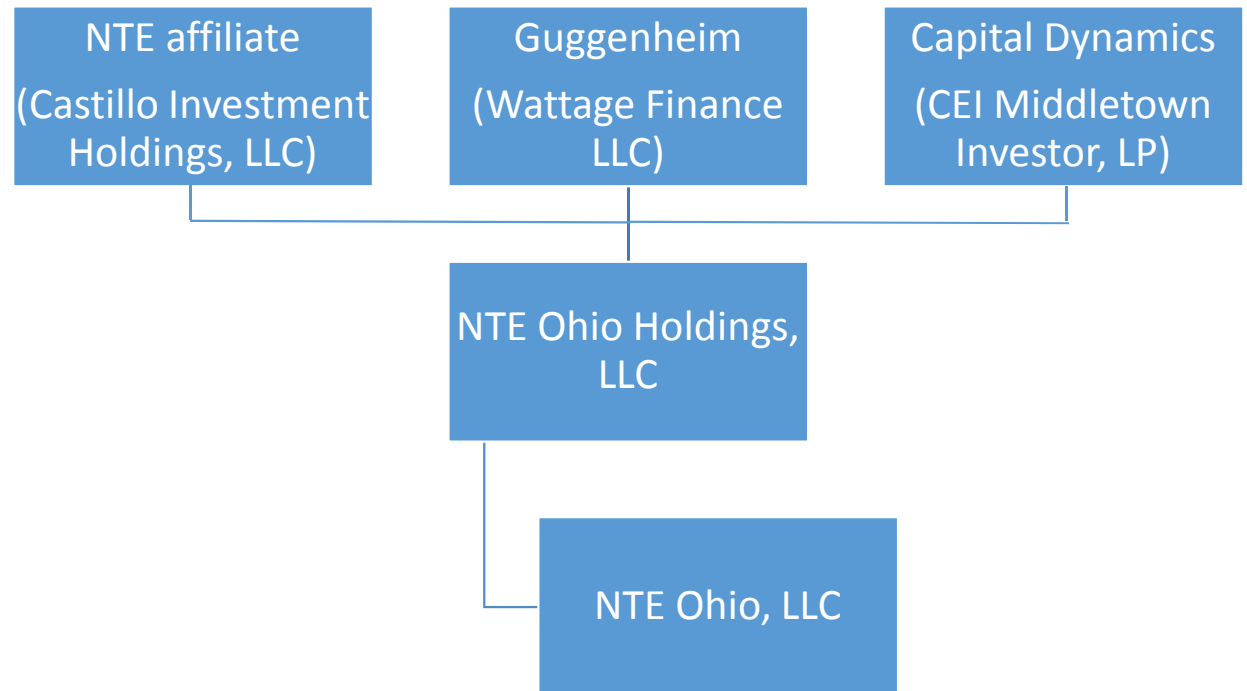 NTE affiliate
(Castillo Investment
Holdings, LLC)
Guggenheim
(Wattage Finance
LLC)
Capital Dynamics
(CEI Middletown
Investor, LP)
NTE Ohio Holdings,
LLC
NTE Ohio, LLC